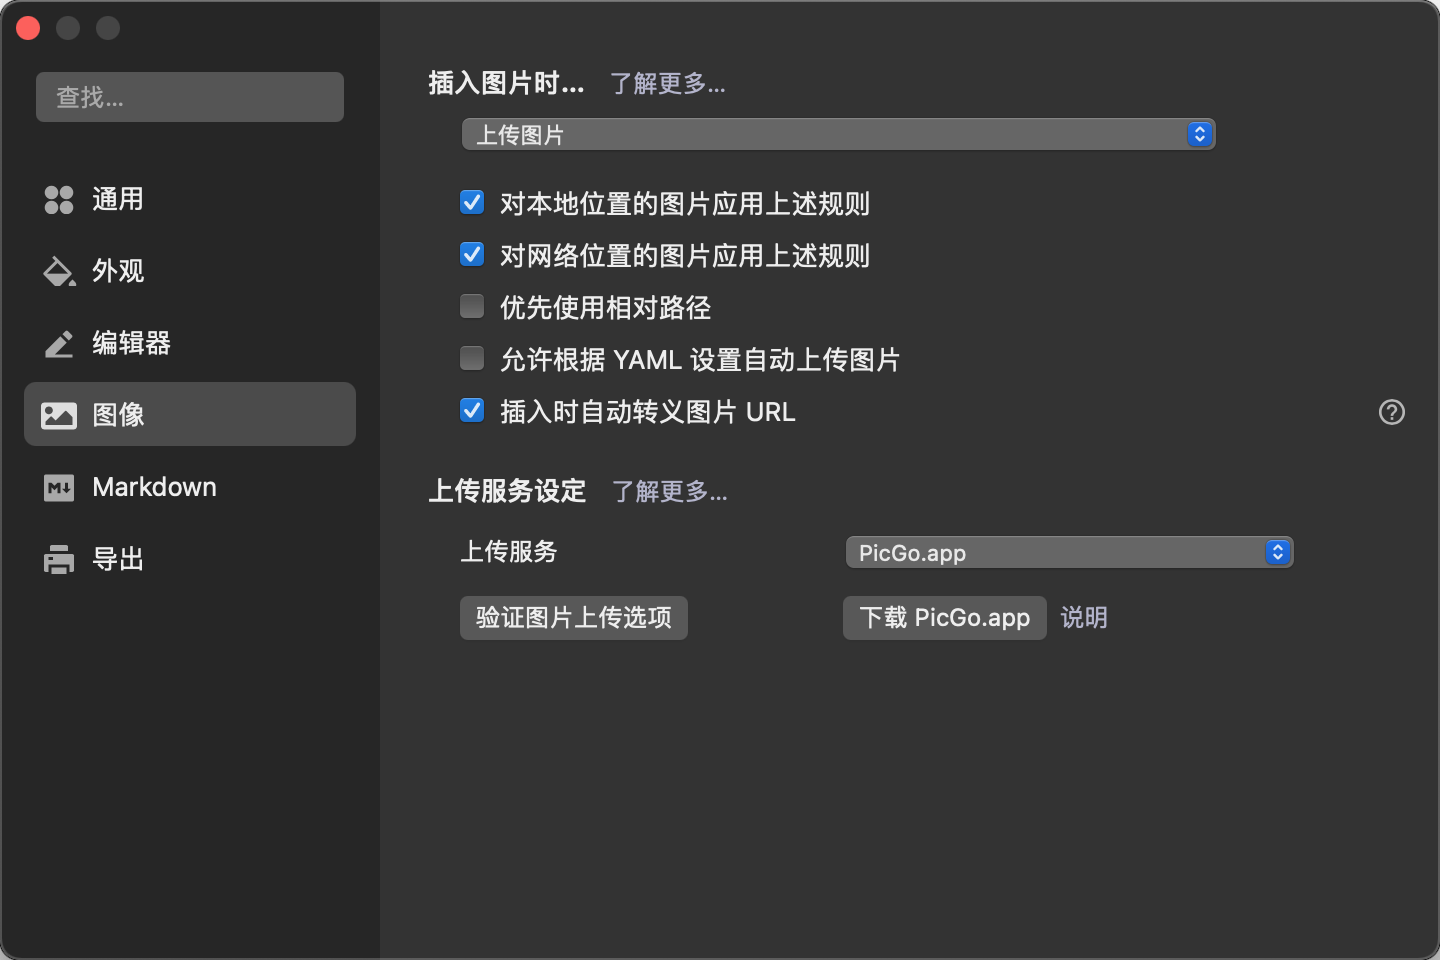 查找...
通用
外观
编辑器
图像
Markdown
导出
插入图片时... 了解更多...
上传图片
对本地位置的图片应用上述规则
对网络位置的图片应用上述规则
优先使用相对路径
允许根据 YAML 设置自动上传图片
插入时自动转义图片 URL
上传服务设定 了解更多...
上传服务 PicGo.app
验证图片上传选项 下载 PicGo.app 说明